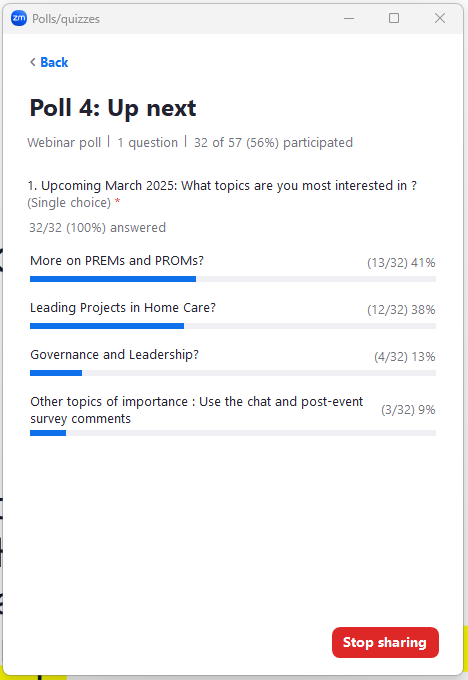 zm Polls/quizzes
Back
Poll 4: Up next
Webinar poll | 1 question | 32 of 57 (56%) participated
1. Upcoming March 2025: What topics are you most interested in ?
(Single choice) *
32/32 (100%) answered
More on PREMs and PROMs? (13/32) 41%
Leading Projects in Home Care? (12/32) 38%
Governance and Leadership? (4/32) 13%
Other topics of importance : Use the chat and post-event
survey comments (3/32) 9%
Stop sharing